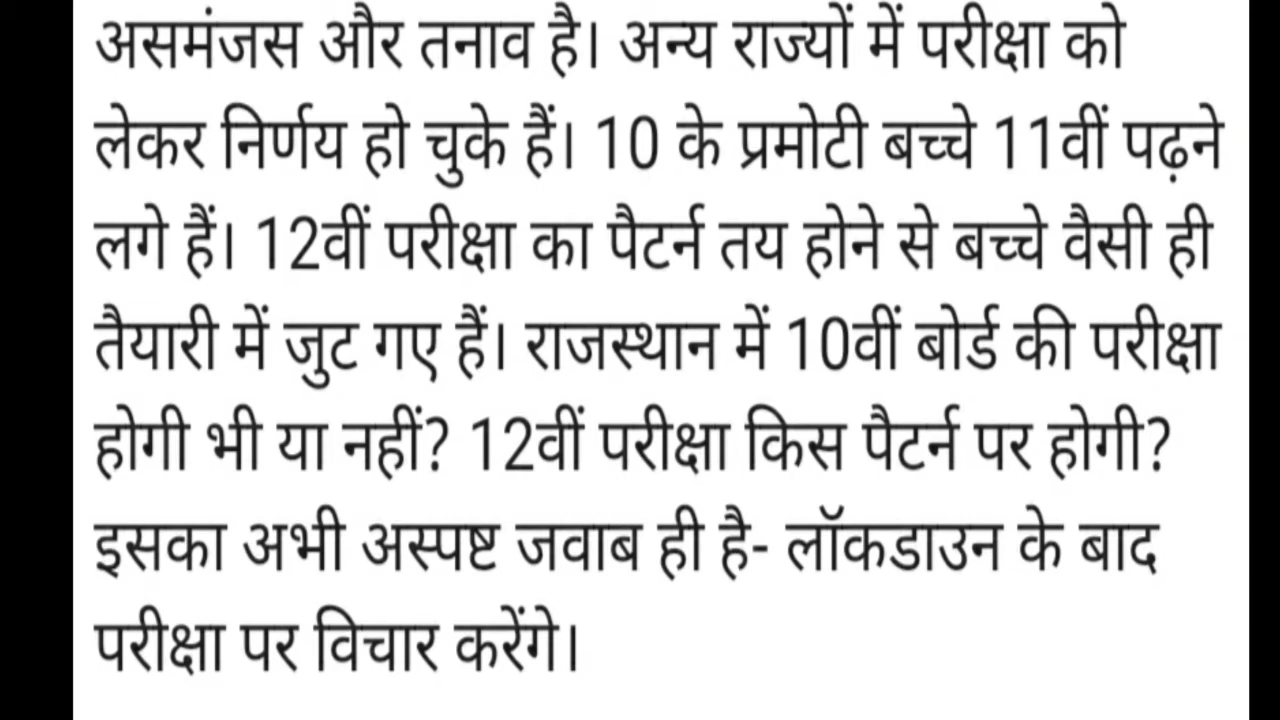 असमंजस और तनाव है। अन्य राज्यों में परीक्षा को
लेकर निर्णय हो चुके हैं। 10 के प्रमोटी बच्चे 11वीं पढ़ने
लगे हैं। 12वीं परीक्षा का पैटर्न तय होने से बच्चे वैसी ही
तैयारी में जुट गए हैं। राजस्थान में 10वीं बोर्ड की परीक्षा
होगी भी या नहीं? 12वीं परीक्षा किस पैटर्न पर होगी?
इसका अभी अस्पष्ट जवाब ही है- लॉकडाउन के बाद
परीक्षा पर विचार करेंगे।